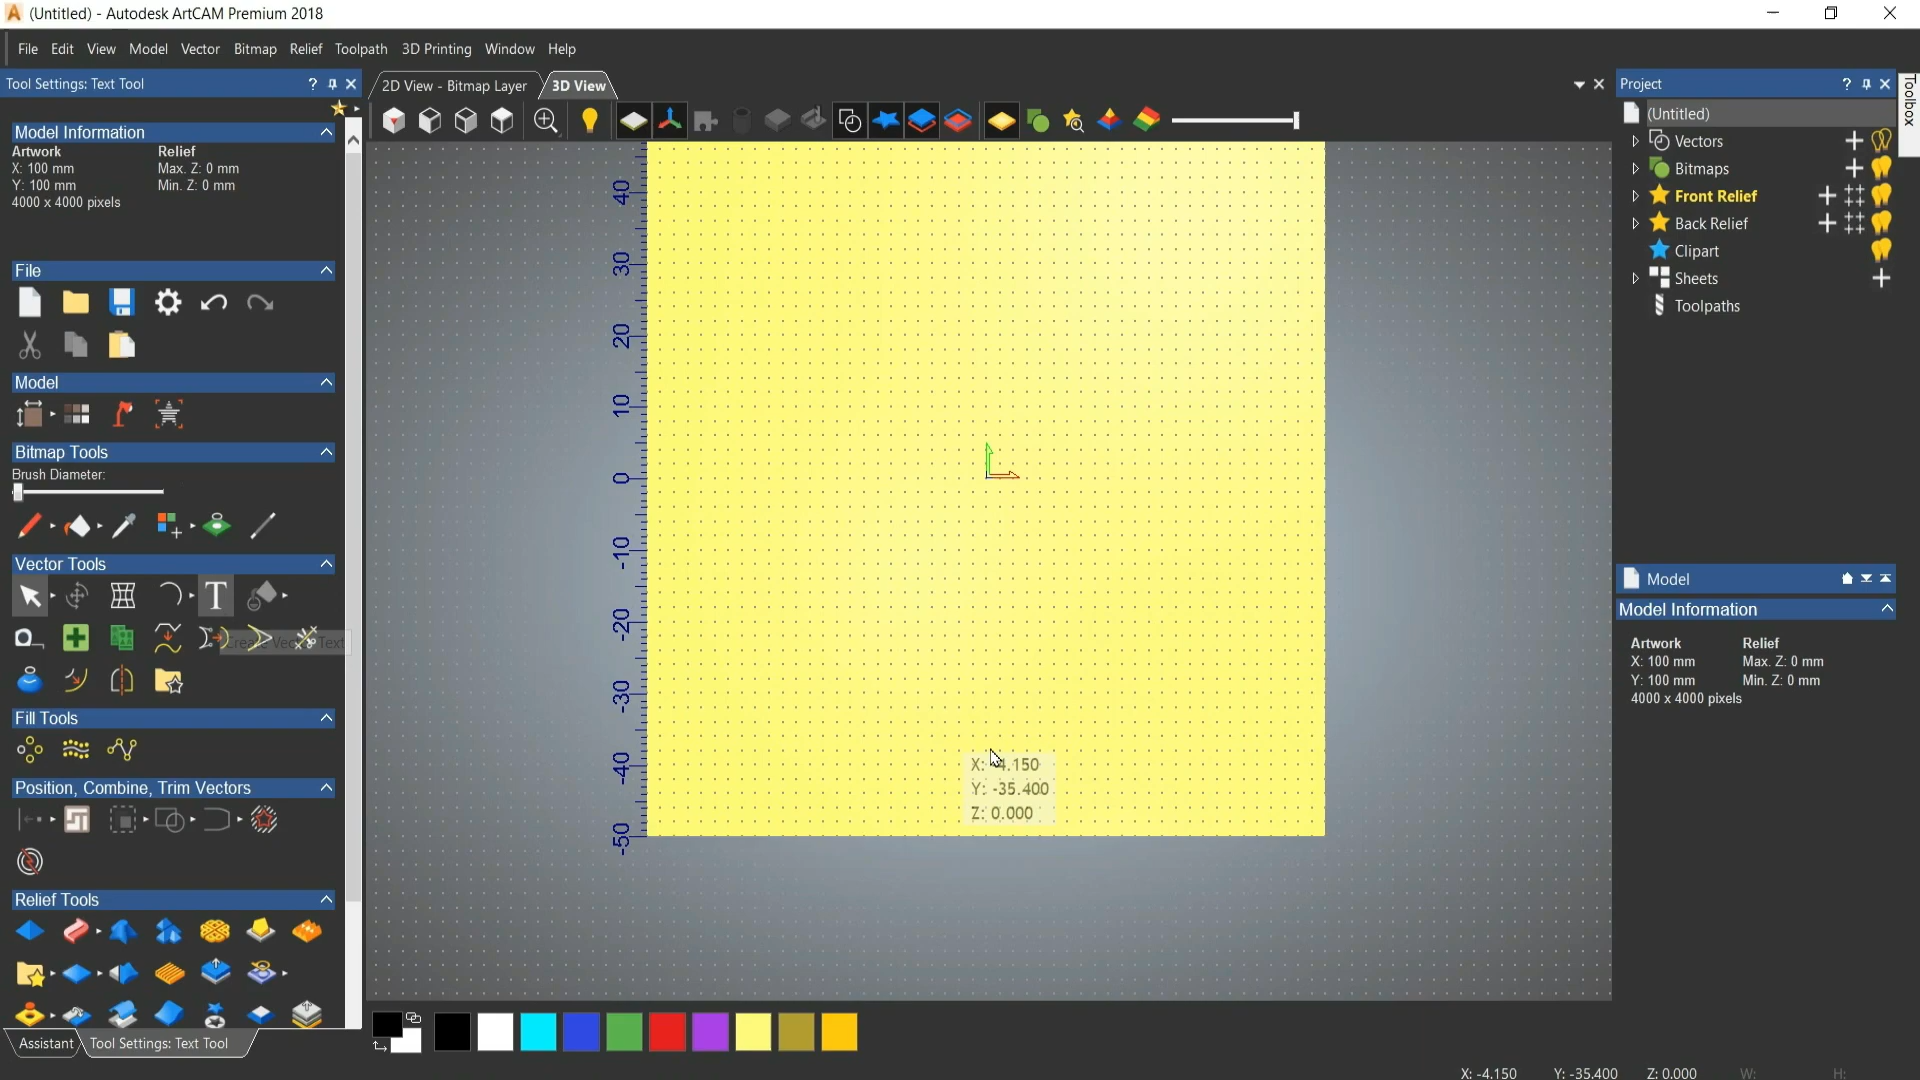 (Untitled) - Autodesk ArtCAM Premium 2018
File Edit View Model Vector Bitmap Relief Toolpath 3D Printing Window Help
Tool Settings: Text Tool
2D View - Bitmap Layer
3D View
Project
Toolbox
Model Information
Artwork Relief
X: 100 mm Max. Z: 0 mm
Y: 100 mm Min. Z: 0 mm
4000 x 4000 pixels
File
Model
Bitmap Tools
Brush Diameter:
Vector Tools
Create Vector Text
Fill Tools
Position, Combine, Trim Vectors
Relief Tools
Assistant
Tool Settings: Text Tool
40
30
20
10
0
-10
-20
-30
-40
-50
X: -4.150
Y: -35.400
Z: 0.000
(Untitled)
Vectors
Bitmaps
Front Relief
Back Relief
Clipart
Sheets
Toolpaths
Model
Model Information
Artwork Relief
X: 100 mm Max. Z: 0 mm
Y: 100 mm Min. Z: 0 mm
4000 x 4000 pixels
X: -4.150 Y: -35.400 Z: 0.000 W: H: